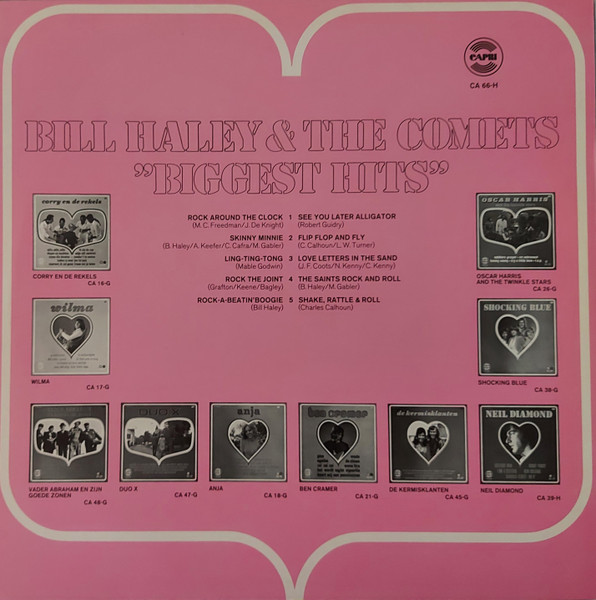 CAPRI
CA 66-H
BILL HALEY & THE COMETS
"BIGGEST HITS"
ROCK AROUND THE CLOCK 1 SEE YOU LATER ALLIGATOR
(M.C. Freedman/J. De Knight) (Robert Guidry)
SKINNY MINNIE 2 FLIP FLOP AND FLY
(B. Haley/A. Keefer/C. Cafra/M. Gabler) (C. Calhoun/L.W. Turner)
LING-TING-TONG 3 LOVE LETTERS IN THE SAND
(Mable Godwin) (J.F. Coots/N. Kenny/C. Kenny)
ROCK THE JOINT 4 THE SAINTS ROCK AND ROLL
(Grafton/Keene/Bagley) (B. Haley/M. Gabler)
ROCK-A-BEATIN'BOOGIE 5 SHAKE, RATTLE & ROLL
(Bill Haley) (Charles Calhoun)
corry en de rekels
CORRY EN DE REKELS
CA 16-G
OSCAR HARRIS
OSCAR HARRIS
AND THE TWINKLE STARS
CA 26-G
wilma
WILMA
CA 17-G
SHOCKING BLUE
SHOCKING BLUE
CA 38-G
VADER ABRAHAM EN ZIJN
GOEDE ZONEN
CA 48-G
DUO X
DUO X
CA 47-G
anja
ANJA
CA 18-G
ben cramer
BEN CRAMER
CA 21-G
de kermisklanten
DE KERMISKLANTEN
CA 45-G
NEIL DIAMOND
NEIL DIAMOND
CA 39-H